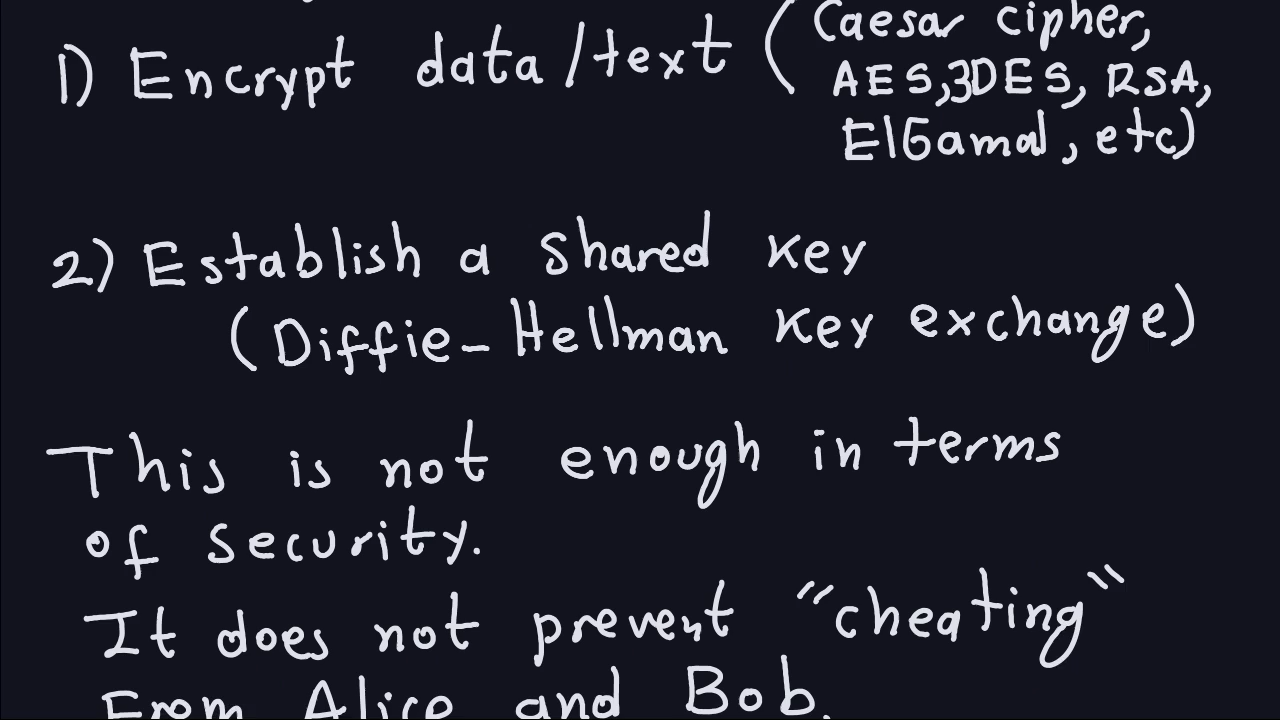 1) Encrypt data/text (Caesar cipher,
AES,3DES, RSA,
ElGamal, etc)
2) Establish a shared key
(Diffie-Hellman key exchange)
This is not enough in terms
of security.
It does not prevent "cheating"
From Alice and Bob.